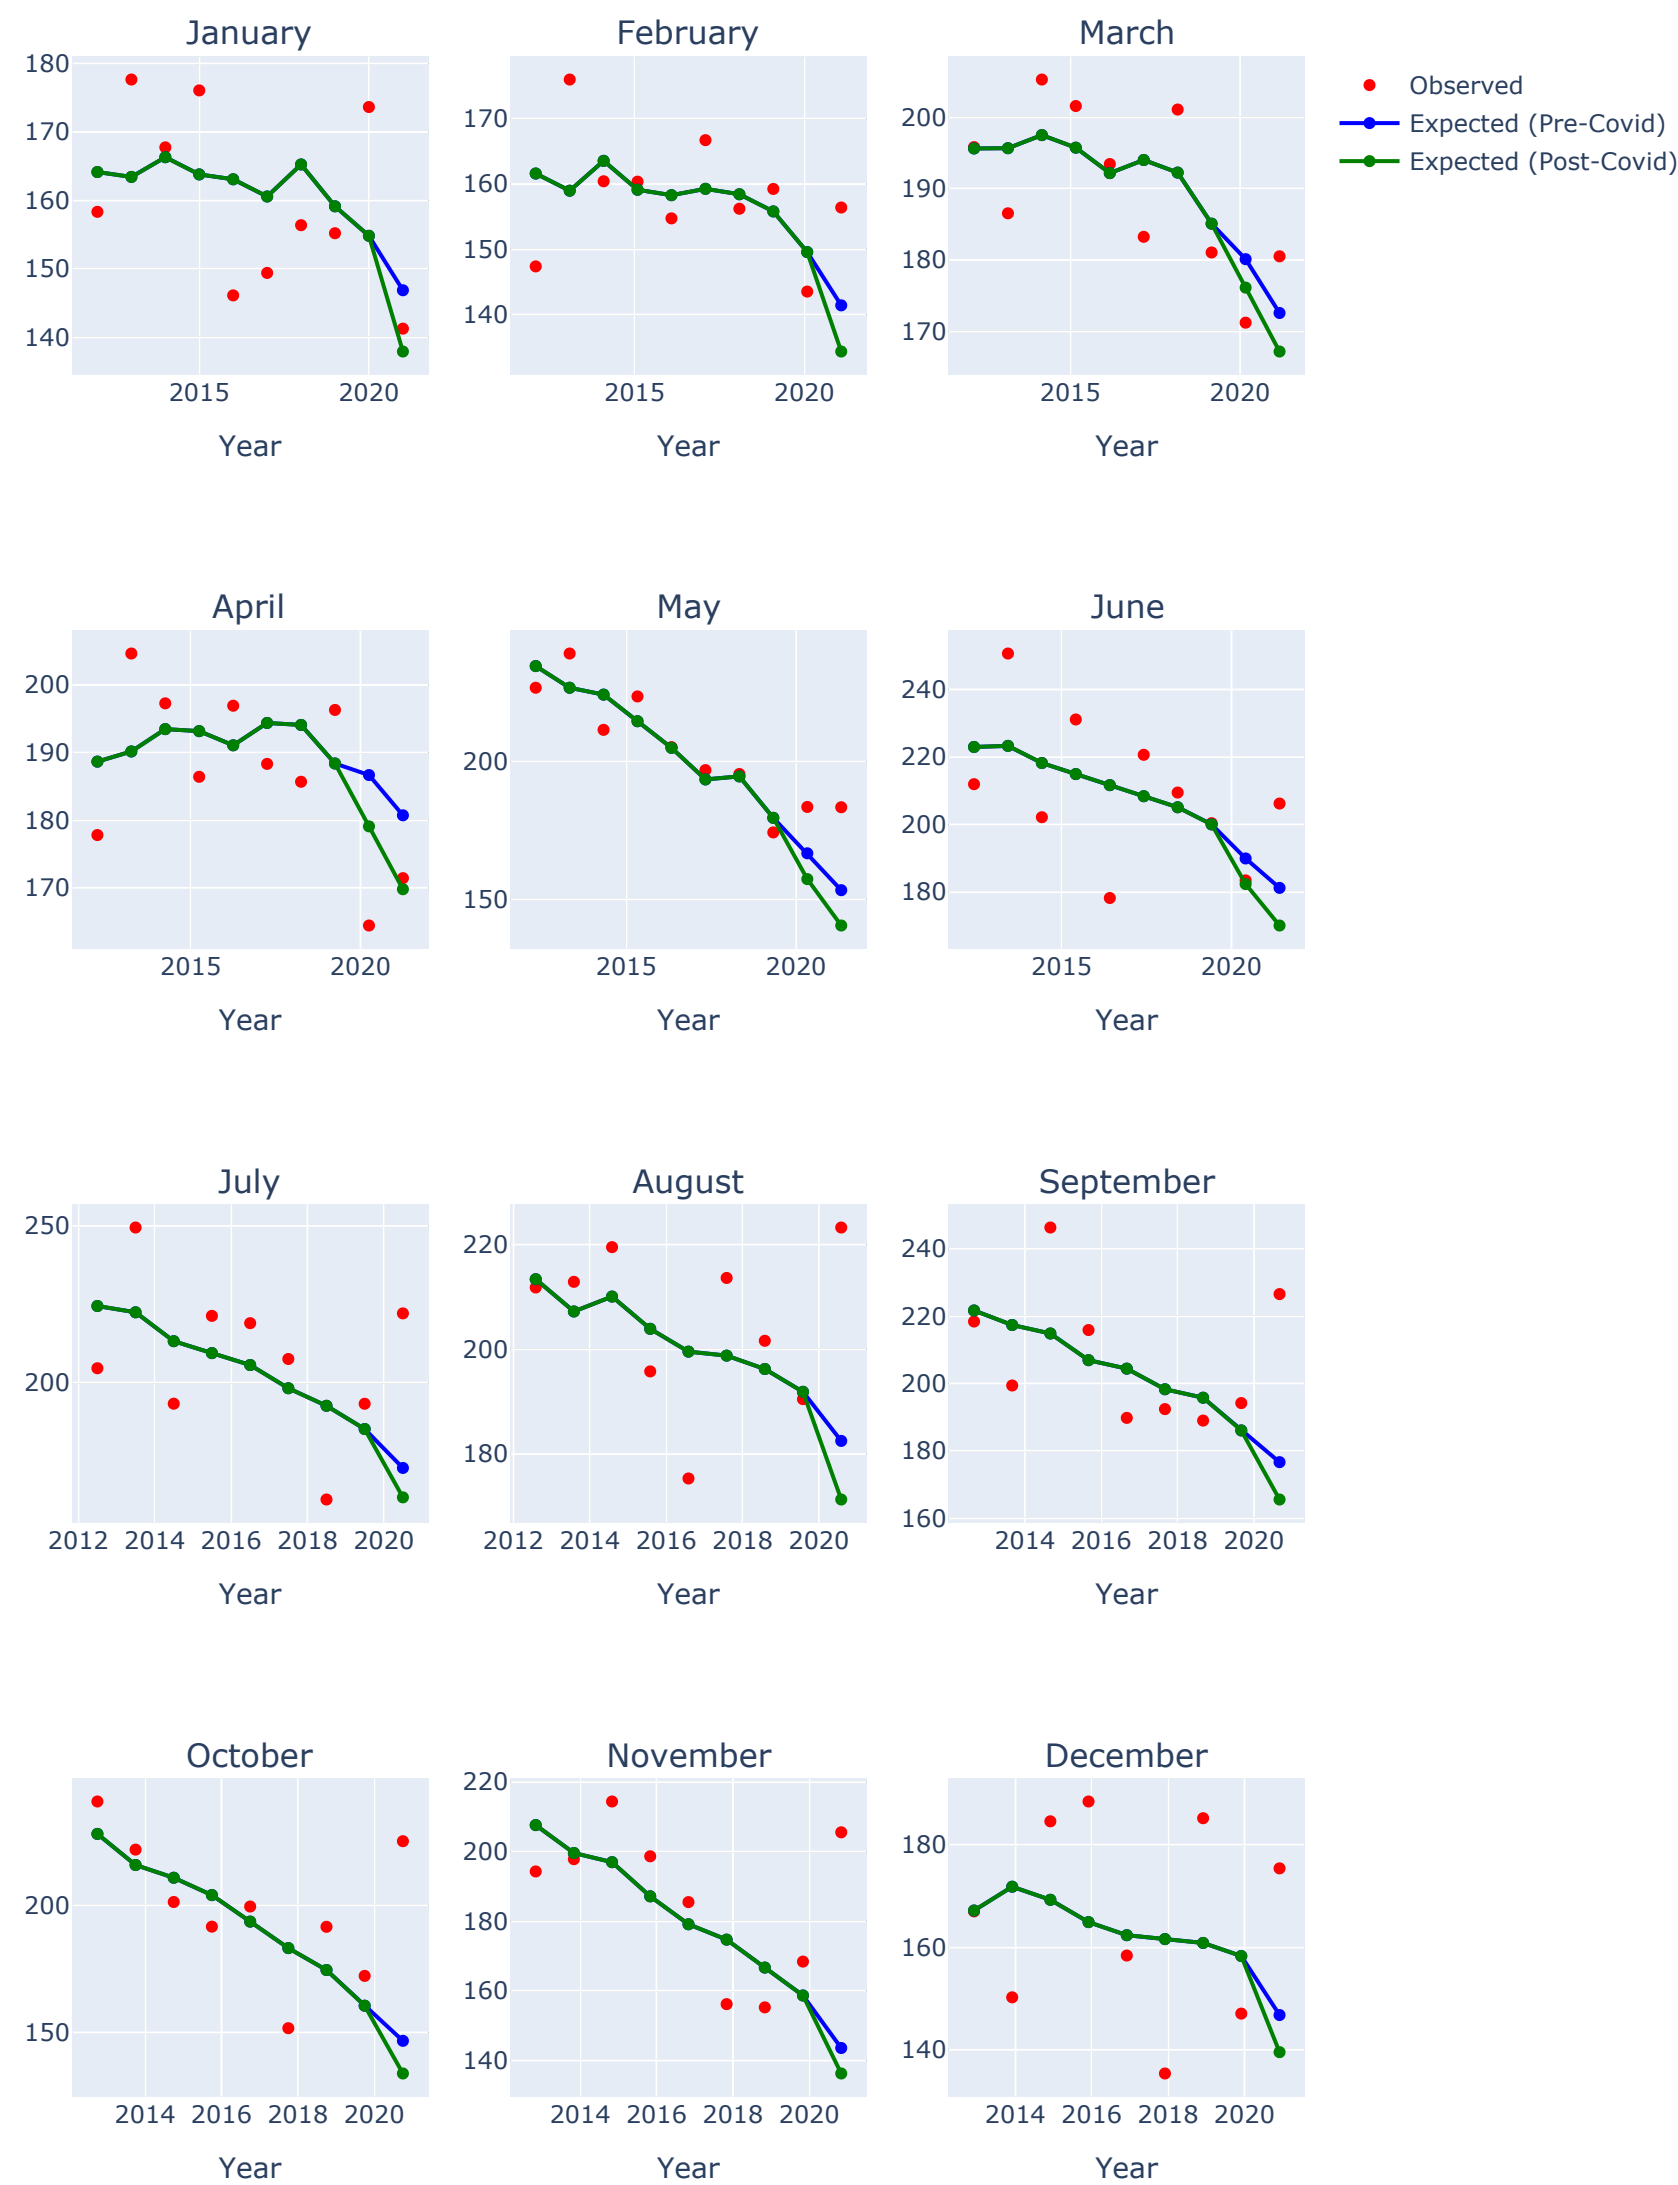 January February March
180
170
160
150
140
2015 2020
Year
170
160
150
140
2015 2020
Year
200
190
180
170
2015 2020
Year
Observed
Expected (Pre-Covid)
Expected (Post-Covid)
April May June
200
190
180
170
2015 2020
Year
200
150
2015 2020
Year
240
220
200
180
2015 2020
Year
July August September
250
200
2012 2014 2016 2018 2020
Year
220
200
180
2012 2014 2016 2018 2020
Year
240
220
200
180
160
2014 2016 2018 2020
Year
October November December
200
150
2014 2016 2018 2020
Year
220
200
180
160
140
2014 2016 2018 2020
Year
180
160
140
2014 2016 2018 2020
Year